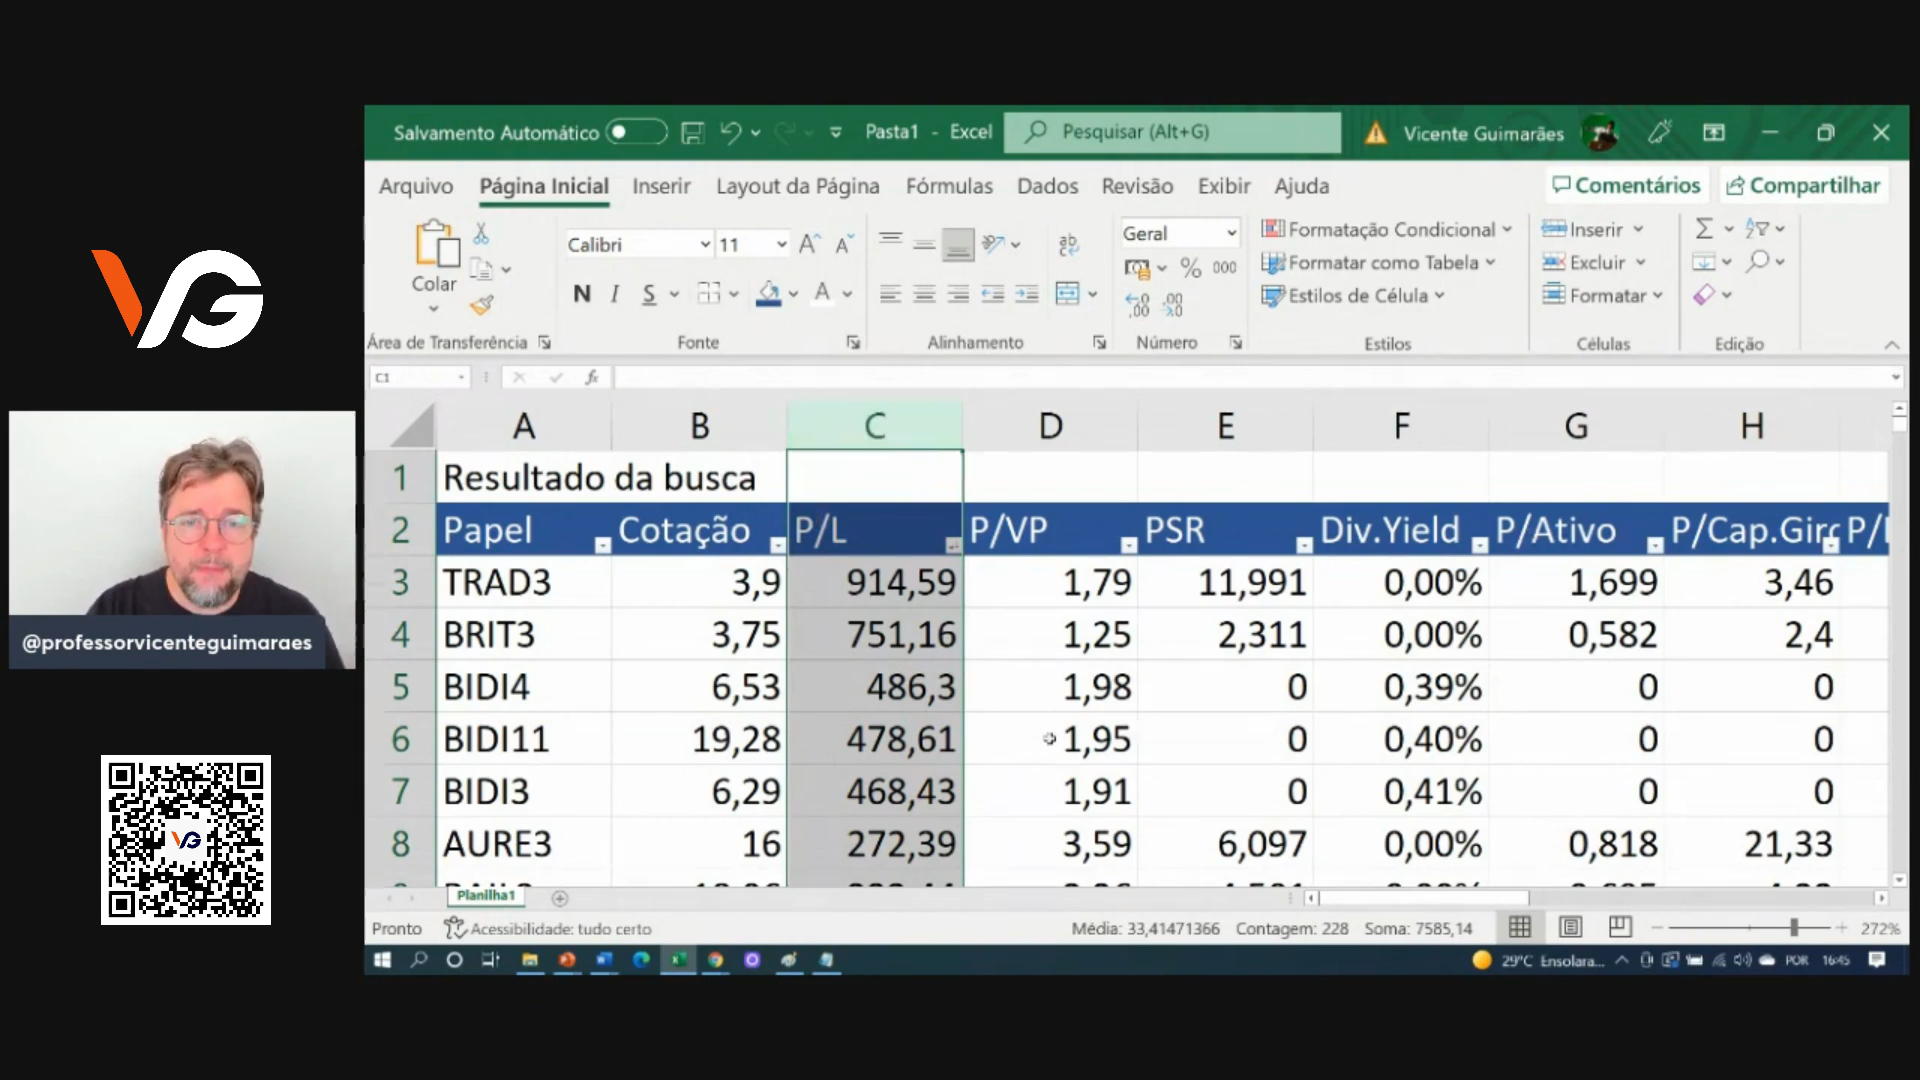 Salvamento Automático
Pasta1 - Excel
Pesquisar (Alt+G)
Vicente Guimarães
Arquivo
Página Inicial
Inserir
Layout da Página
Fórmulas
Dados
Revisão
Exibir
Ajuda
Comentários
Compartilhar
Colar
Calibri
11
N I S
Geral
% 000
Formatação Condicional
Formatar como Tabela
Estilos de Célula
Inserir
Excluir
Formatar
Área de Transferência
Fonte
Alinhamento
Número
Estilos
Células
Edição
C1
fx
A B C D E F G H
1 Resultado da busca
2 Papel Cotação P/L P/VP PSR Div.Yield P/Ativo P/Cap.Girc
3 TRAD3 3,9 914,59 1,79 11,991 0,00% 1,699 3,46
4 BRIT3 3,75 751,16 1,25 2,311 0,00% 0,582 2,4
5 BIDI4 6,53 486,3 1,98 0 0,39% 0 0
6 BIDI11 19,28 478,61 1,95 0 0,40% 0 0
7 BIDI3 6,29 468,43 1,91 0 0,41% 0 0
8 AURE3 16 272,39 3,59 6,097 0,00% 0,818 21,33
Planilha1
Pronto
Acessibilidade: tudo certo
Média: 33,41471366 Contagem: 228 Soma: 7585,14
272%
29°C Ensolara...
POR
16:45
VG
@professorvicenteguimaraes
VG